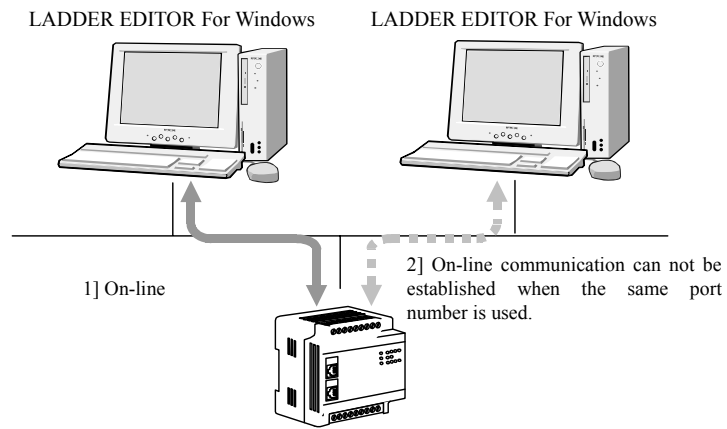 LADDER EDITOR For Windows
LADDER EDITOR For Windows
1] On-line
2] On-line communication can not be
established when the same port
number is used.